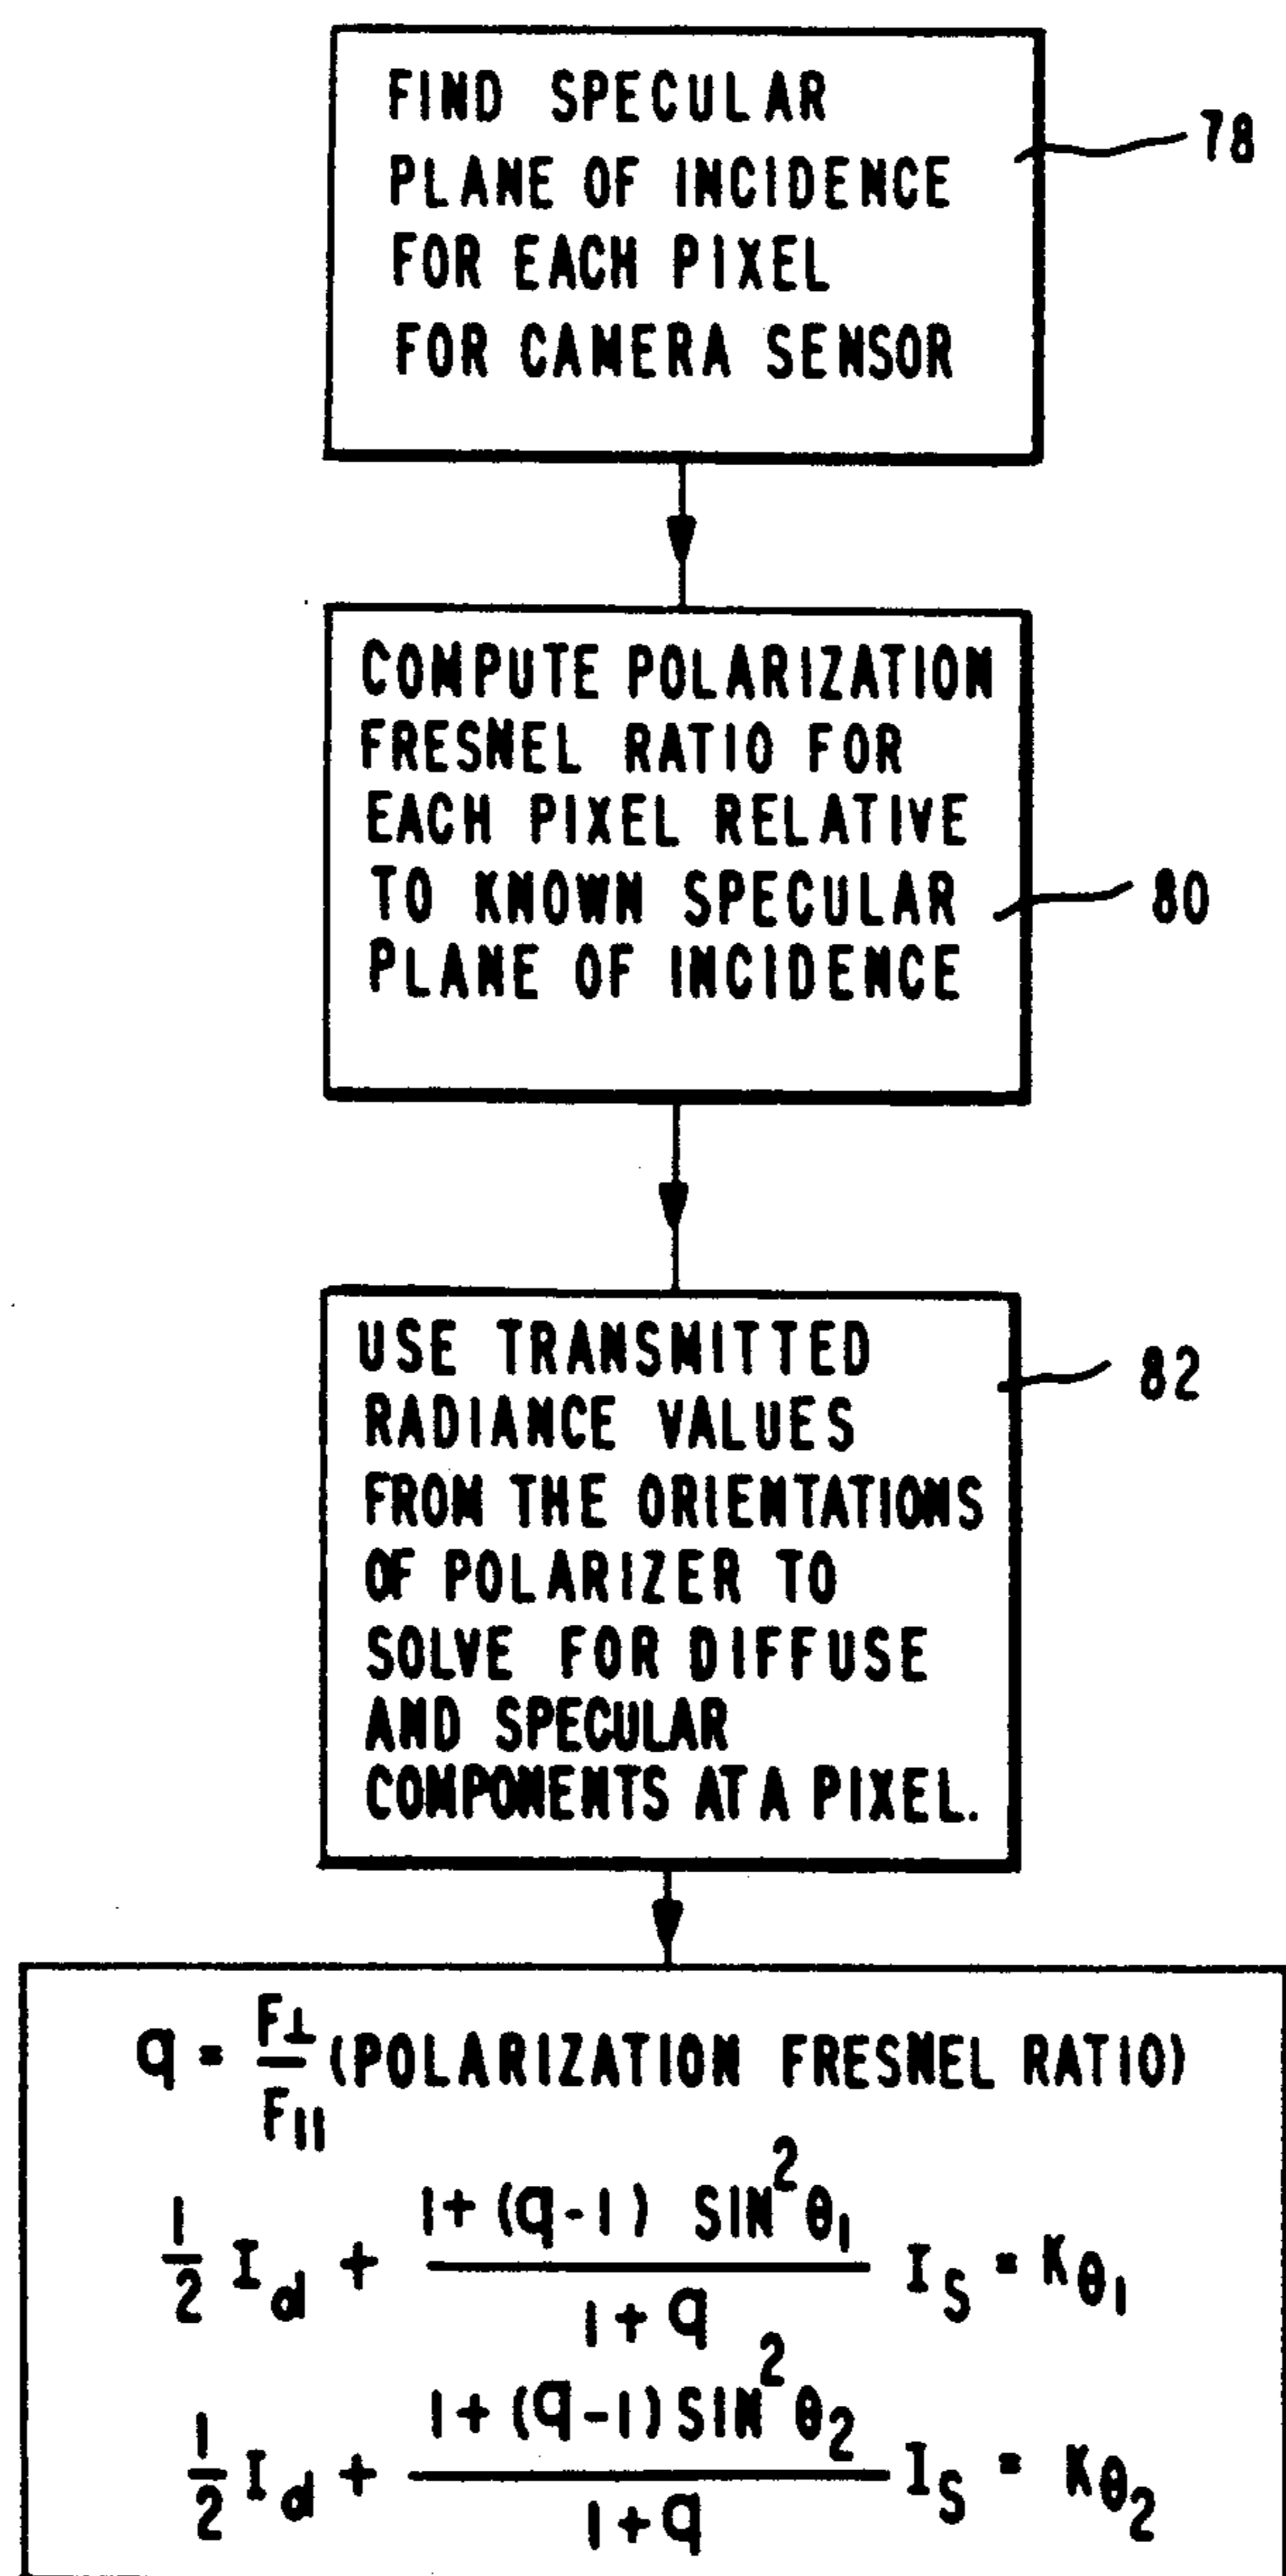 FIND SPECULAR
PLANE OF INCIDENCE
FOR EACH PIXEL
FOR CAMERA SENSOR
78
COMPUTE POLARIZATION
FRESNEL RATIO FOR
EACH PIXEL RELATIVE
TO KNOWN SPECULAR
PLANE OF INCIDENCE
80
USE TRANSMITTED
RADIANCE VALUES
FROM THE ORIENTATIONS
OF POLARIZER TO
SOLVE FOR DIFFUSE
AND SPECULAR
COMPONENTS AT A PIXEL.
82
q = F⊥ / F|| (POLARIZATION FRESNEL RATIO)
1/2 I_d + (1 + (q-1) SIN²θ₁) / (1 + q) I_S = K_θ₁
1/2 I_d + (1 + (q-1) SIN²θ₂) / (1 + q) I_S = K_θ₂